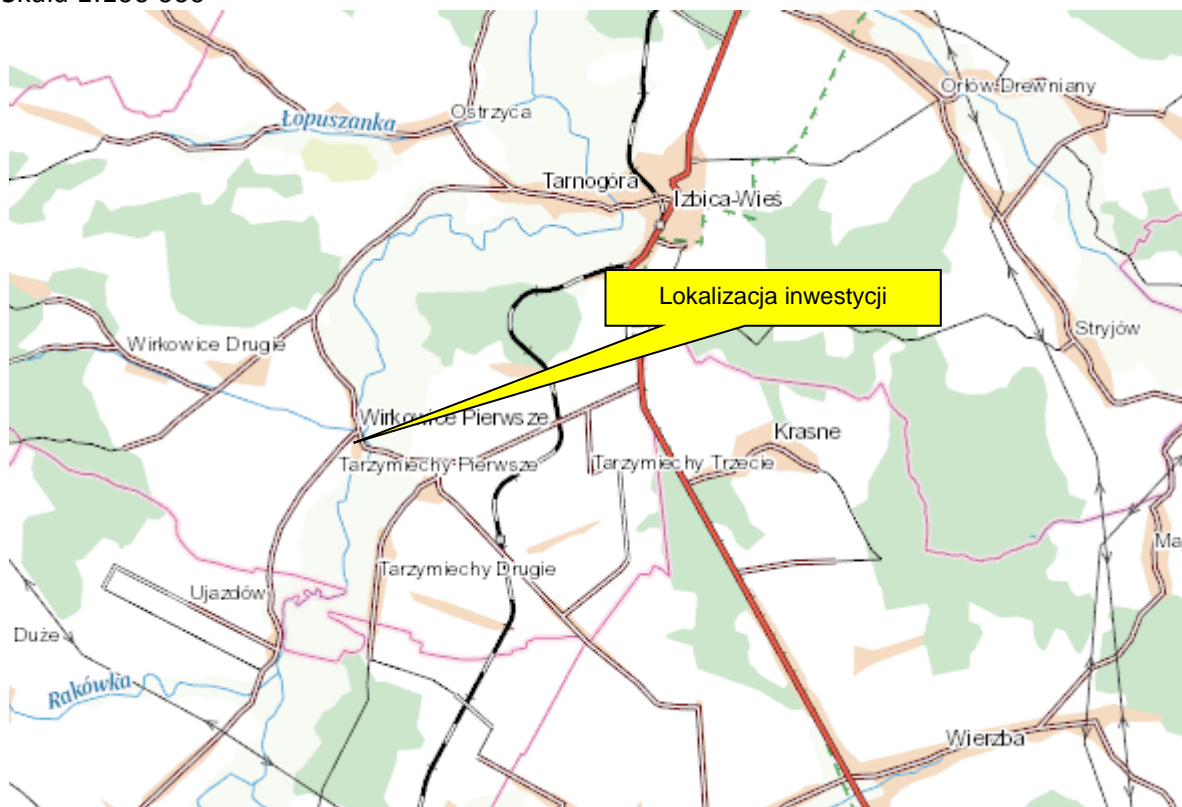 Ostrzyca
Łopuszanka
Orłów-Drewniany
Tarnogóra
Izbica-Wieś
Lokalizacja inwestycji
Stryjów
Wirkowice Drugie
Wirkowice Pierwsze
Krasne
Tarzymiechy Pierwsze
Tarzymiechy Trzecie
Ma
Tarzymiechy Drugie
Ujazdów
Duże
Rakówka
Wierzba